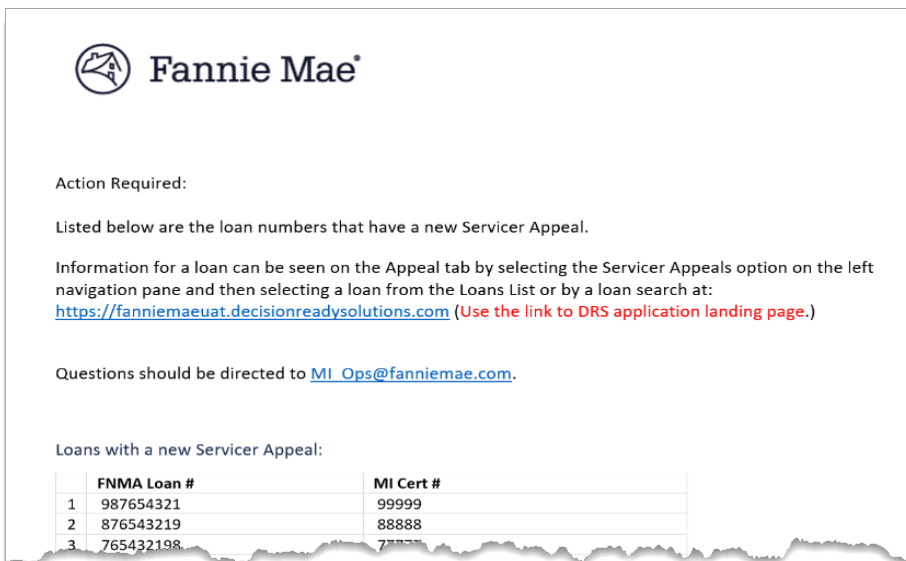 Fannie Mae®
Action Required:
Listed below are the loan numbers that have a new Servicer Appeal.
Information for a loan can be seen on the Appeal tab by selecting the Servicer Appeals option on the left
navigation pane and then selecting a loan from the Loans List or by a loan search at:
https://fanniemaeuat.decisionreadysolutions.com (Use the link to DRS application landing page.)
Questions should be directed to MI_Ops@fanniemae.com.
Loans with a new Servicer Appeal:
FNMA Loan # MI Cert #
1 987654321 99999
2 876543219 88888
3 765432198